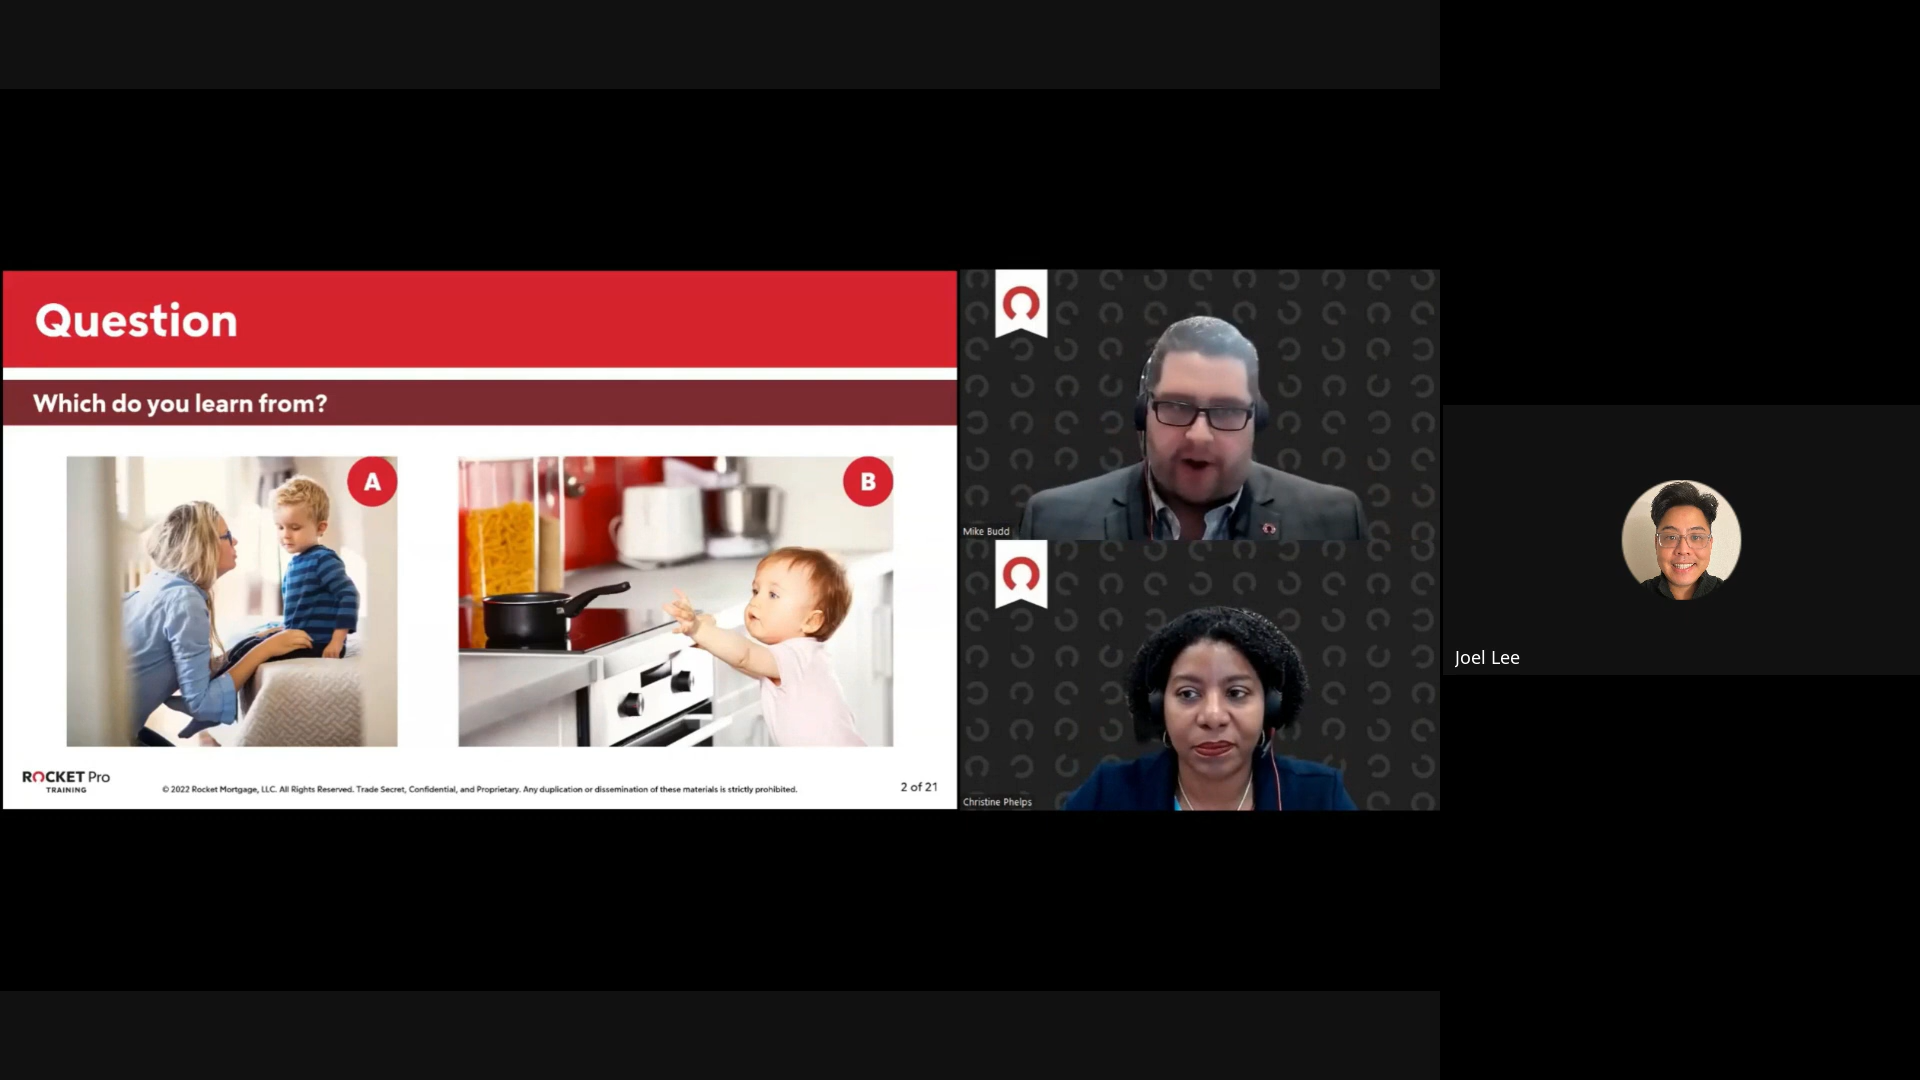 Question
Which do you learn from?
A
B
ROCKET Pro
TRAINING
© 2022 Rocket Mortgage, LLC. All Rights Reserved. Trade Secret, Confidential, and Proprietary. Any duplication or dissemination of these materials is strictly prohibited.
2 of 21
Mike Budd
Christine Phelps
Joel Lee